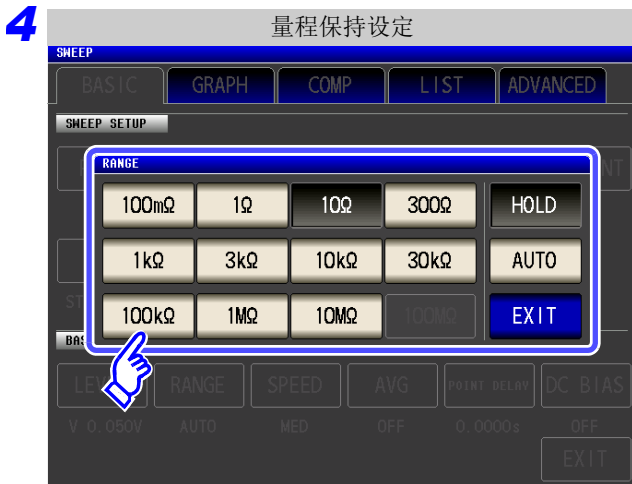 4
量程保持设定
SWEEP
BASIC GRAPH COMP LIST ADVANCED
SWEEP SETUP
RANGE
100mΩ 1Ω 10Ω 300Ω HOLD
1kΩ 3kΩ 10kΩ 30kΩ AUTO
100kΩ 1MΩ 10MΩ 100MΩ EXIT
RANGE SPEED AVG POINT DELAY DC BIAS
V 0.050V AUTO MED OFF 0.0000s OFF
EXIT